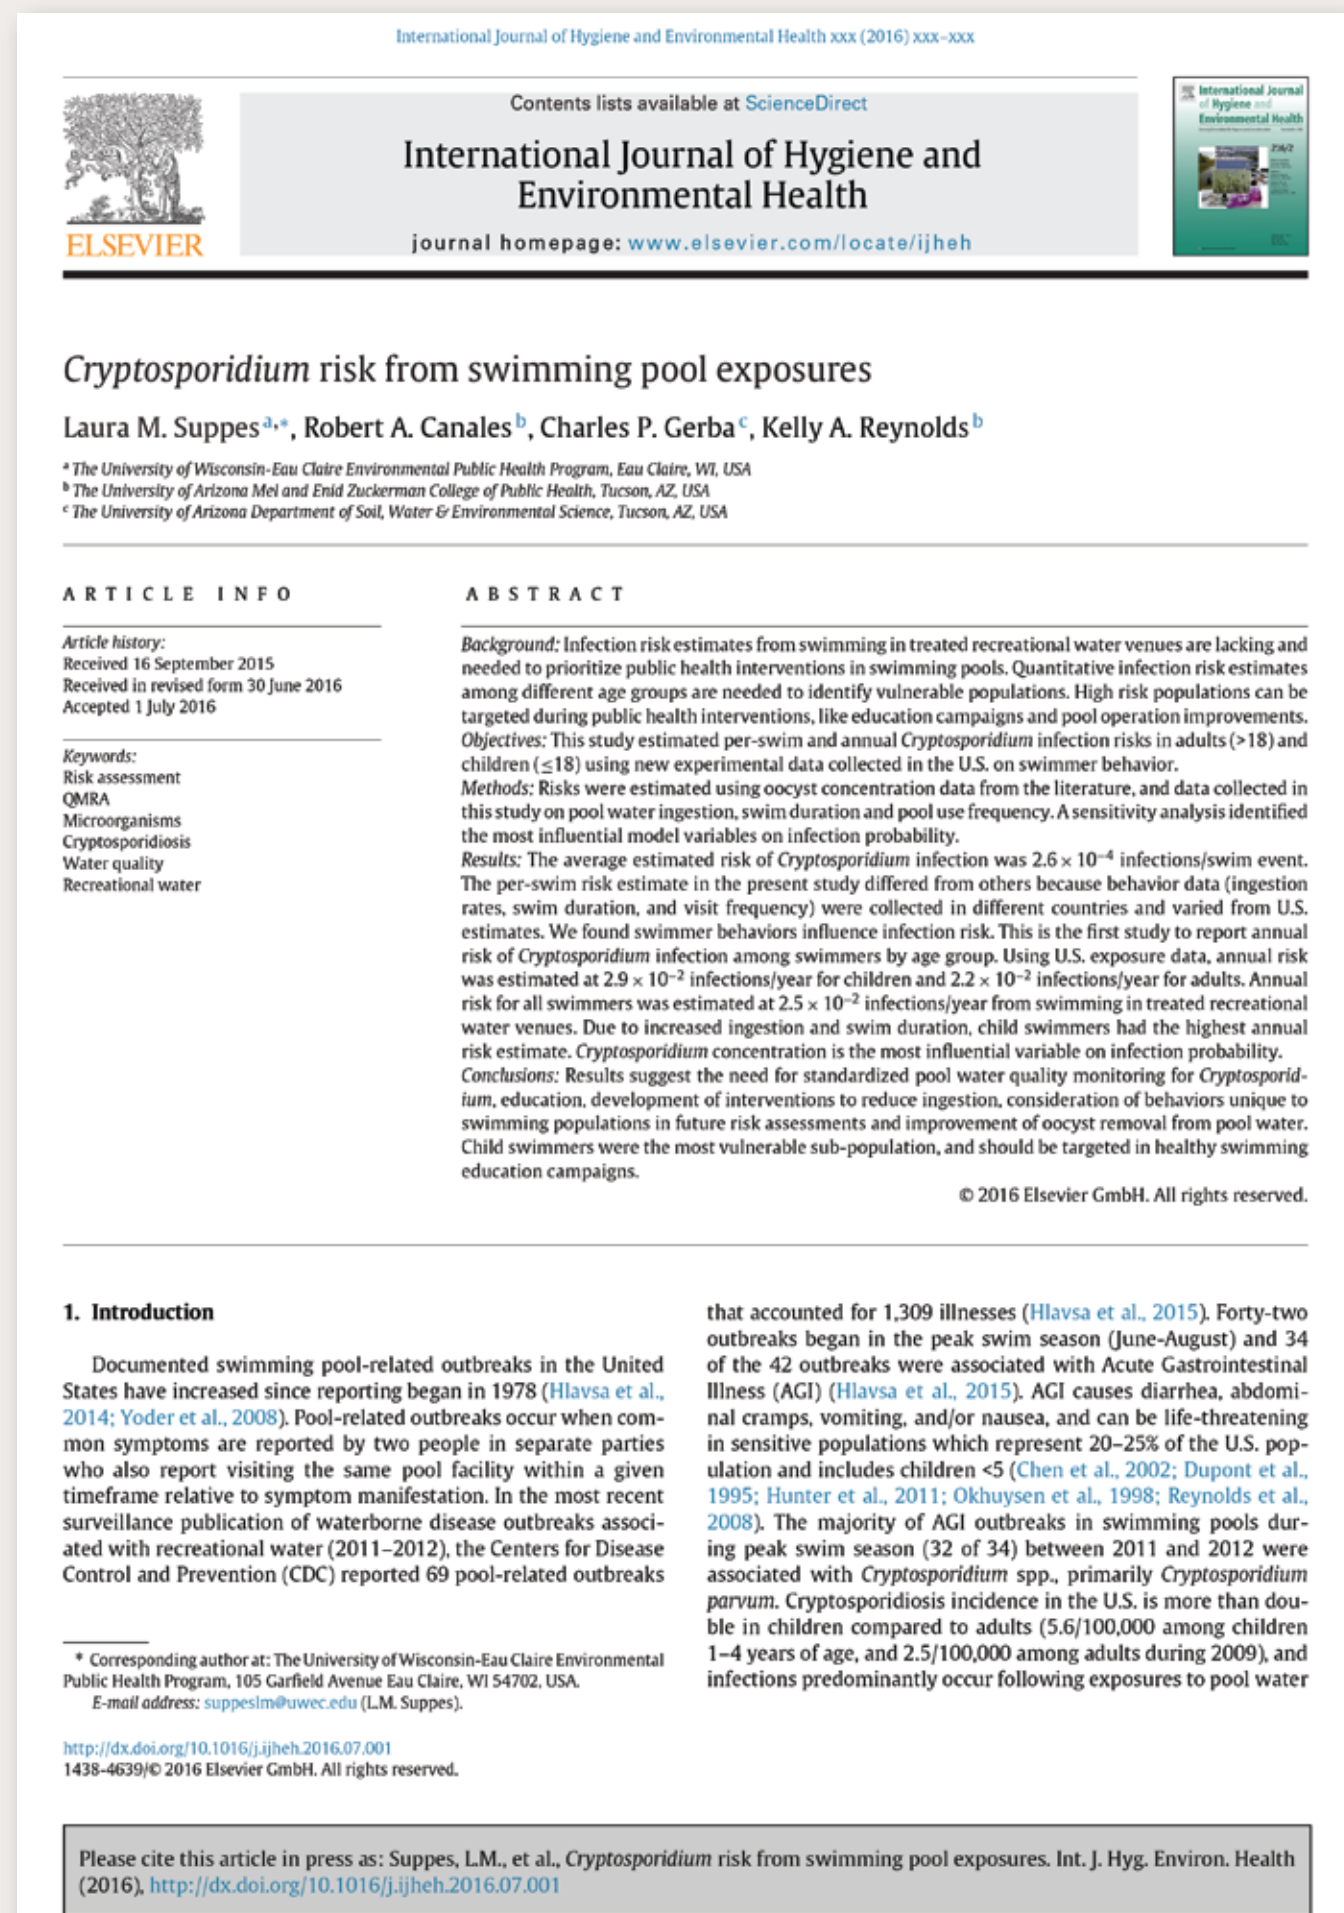 International Journal of Hygiene and Environmental Health xxx (2016) xxx–xxx
Contents lists available at ScienceDirect
International Journal of Hygiene and
Environmental Health
journal homepage: www.elsevier.com/locate/ijheh
ELSEVIER
International Journal
of Hygiene and
Environmental Health
Cryptosporidium risk from swimming pool exposures
Laura M. Suppes a,*, Robert A. Canales b, Charles P. Gerba c, Kelly A. Reynolds b
a The University of Wisconsin-Eau Claire Environmental Public Health Program, Eau Claire, WI, USA
b The University of Arizona Mel and Enid Zuckerman College of Public Health, Tucson, AZ, USA
c The University of Arizona Department of Soil, Water & Environmental Science, Tucson, AZ, USA
ARTICLE INFO
Article history:
Received 16 September 2015
Received in revised form 30 June 2016
Accepted 1 July 2016
Keywords:
Risk assessment
QMRA
Microorganisms
Cryptosporidiosis
Water quality
Recreational water
ABSTRACT
Background: Infection risk estimates from swimming in treated recreational water venues are lacking and
needed to prioritize public health interventions in swimming pools. Quantitative infection risk estimates
among different age groups are needed to identify vulnerable populations. High risk populations can be
targeted during public health interventions, like education campaigns and pool operation improvements.
Objectives: This study estimated per-swim and annual Cryptosporidium infection risks in adults (>18) and
children (≤18) using new experimental data collected in the U.S. on swimmer behavior.
Methods: Risks were estimated using oocyst concentration data from the literature, and data collected in
this study on pool water ingestion, swim duration and pool use frequency. A sensitivity analysis identified
the most influential model variables on infection probability.
Results: The average estimated risk of Cryptosporidium infection was 2.6 × 10⁻⁴ infections/swim event.
The per-swim risk estimate in the present study differed from others because behavior data (ingestion
rates, swim duration, and visit frequency) were collected in different countries and varied from U.S.
estimates. We found swimmer behaviors influence infection risk. This is the first study to report annual
risk of Cryptosporidium infection among swimmers by age group. Using U.S. exposure data, annual risk
was estimated at 2.9 × 10⁻² infections/year for children and 2.2 × 10⁻² infections/year for adults. Annual
risk for all swimmers was estimated at 2.5 × 10⁻² infections/year from swimming in treated recreational
water venues. Due to increased ingestion and swim duration, child swimmers had the highest annual
risk estimate. Cryptosporidium concentration is the most influential variable on infection probability.
Conclusions: Results suggest the need for standardized pool water quality monitoring for Cryptosporid-
ium, education, development of interventions to reduce ingestion, consideration of behaviors unique to
swimming populations in future risk assessments and improvement of oocyst removal from pool water.
Child swimmers were the most vulnerable sub-population, and should be targeted in healthy swimming
education campaigns.
© 2016 Elsevier GmbH. All rights reserved.
1. Introduction
Documented swimming pool-related outbreaks in the United
States have increased since reporting began in 1978 (Hlavsa et al.,
2014; Yoder et al., 2008). Pool-related outbreaks occur when com-
mon symptoms are reported by two people in separate parties
who also report visiting the same pool facility within a given
timeframe relative to symptom manifestation. In the most recent
surveillance publication of waterborne disease outbreaks associ-
ated with recreational water (2011–2012), the Centers for Disease
Control and Prevention (CDC) reported 69 pool-related outbreaks
that accounted for 1,309 illnesses (Hlavsa et al., 2015). Forty-two
outbreaks began in the peak swim season (June-August) and 34
of the 42 outbreaks were associated with Acute Gastrointestinal
Illness (AGI) (Hlavsa et al., 2015). AGI causes diarrhea, abdomi-
nal cramps, vomiting, and/or nausea, and can be life-threatening
in sensitive populations which represent 20–25% of the U.S. pop-
ulation and includes children <5 (Chen et al., 2002; Dupont et al.,
1995; Hunter et al., 2011; Okhuysen et al., 1998; Reynolds et al.,
2008). The majority of AGI outbreaks in swimming pools dur-
ing peak swim season (32 of 34) between 2011 and 2012 were
associated with Cryptosporidium spp., primarily Cryptosporidium
parvum. Cryptosporidiosis incidence in the U.S. is more than dou-
ble in children compared to adults (5.6/100,000 among children
1–4 years of age, and 2.5/100,000 among adults during 2009), and
infections predominantly occur following exposures to pool water
* Corresponding author at: The University of Wisconsin-Eau Claire Environmental
Public Health Program, 105 Garfield Avenue Eau Claire, WI 54702, USA.
E-mail address: suppeslm@uwec.edu (L.M. Suppes).
http://dx.doi.org/10.1016/j.ijheh.2016.07.001
1438-4639/© 2016 Elsevier GmbH. All rights reserved.
Please cite this article in press as: Suppes, L.M., et al., Cryptosporidium risk from swimming pool exposures. Int. J. Hyg. Environ. Health
(2016), http://dx.doi.org/10.1016/j.ijheh.2016.07.001